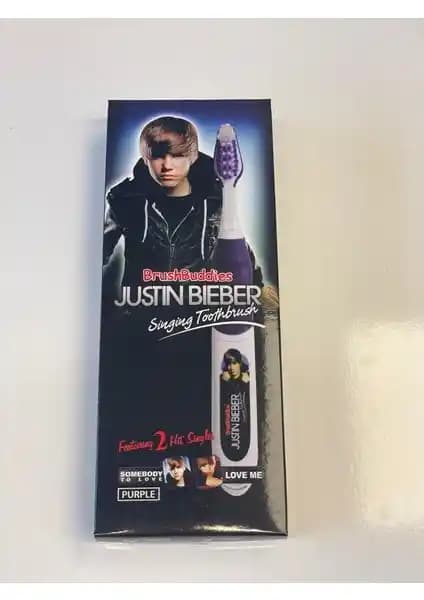 BrushBuddies
JUSTIN BIEBER
Singing Toothbrush
JUSTIN BIEBER
Featuring 2 Hit Singles
SOMEBODY
TO LOVE
LOVE ME
PURPLE